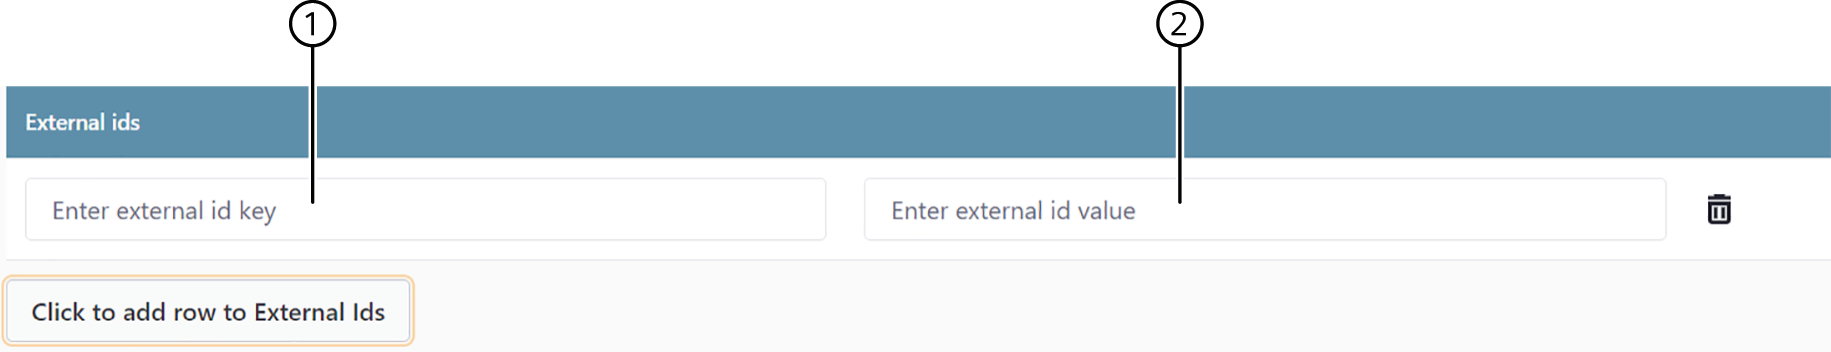 1 2
External ids
Enter external id key Enter external id value
Click to add row to External Ids